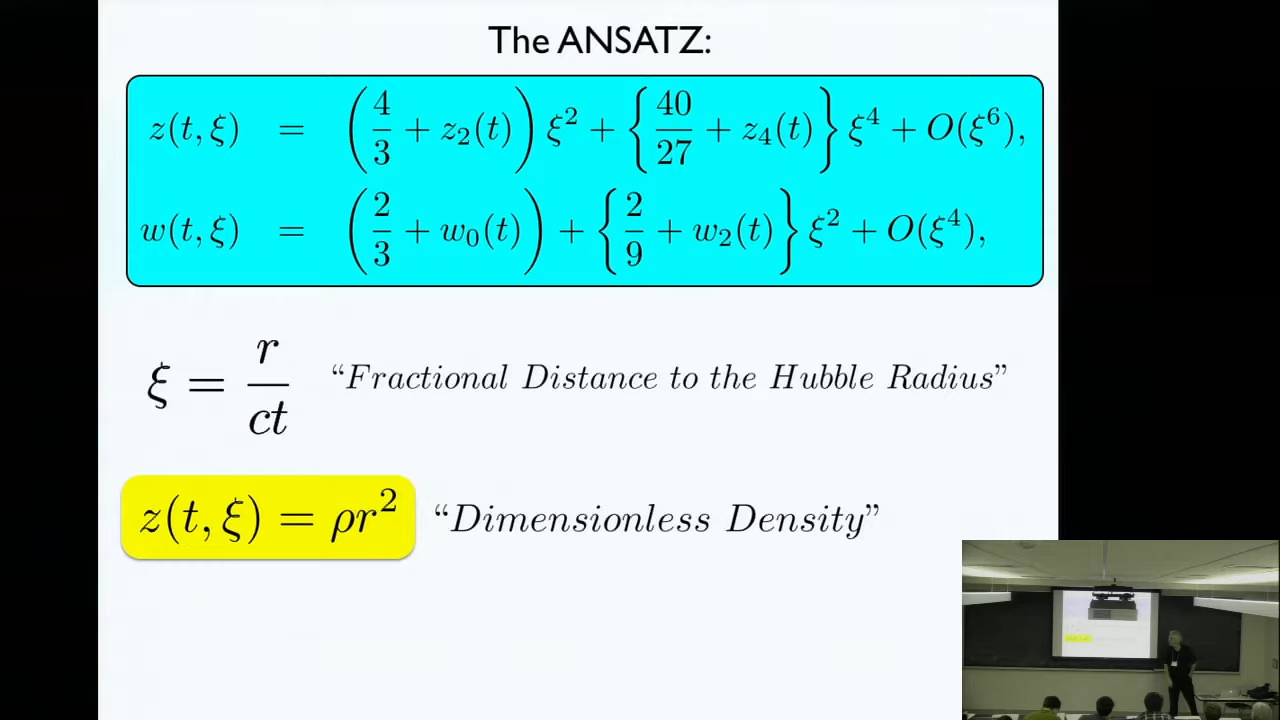 The ANSATZ:
z(t, ξ) = (4/3 + z₂(t)) ξ² + {40/27 + z₄(t)} ξ⁴ + O(ξ⁶),
w(t, ξ) = (2/3 + w₀(t)) + {2/9 + w₂(t)} ξ² + O(ξ⁴),
ξ = r/ct “Fractional Distance to the Hubble Radius”
z(t, ξ) = ρr² “Dimensionless Density”